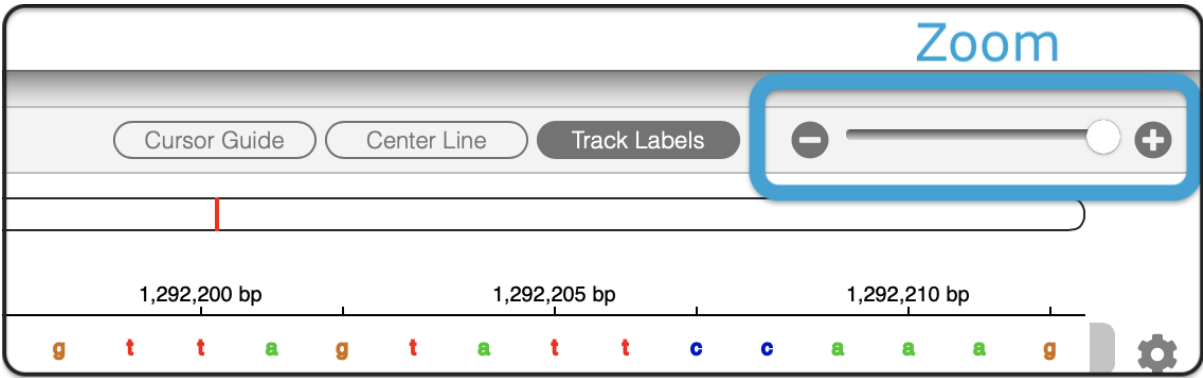 Zoom
Cursor Guide Center Line Track Labels
1,292,200 bp 1,292,205 bp 1,292,210 bp
g t t a g t a t t c c a a a g